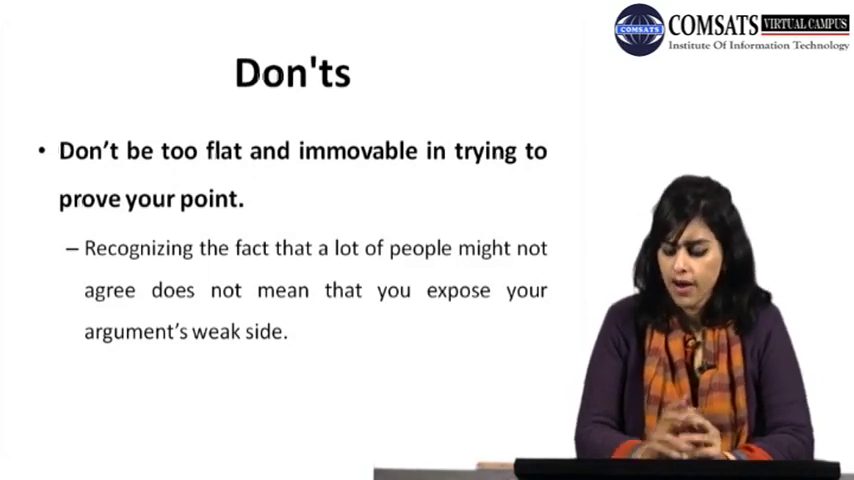 COMSATS VIRTUAL CAMPUS
COMSATS
Institute Of Information Technology
Don'ts
• Don't be too flat and immovable in trying to
prove your point.
– Recognizing the fact that a lot of people might not
agree does not mean that you expose your
argument's weak side.